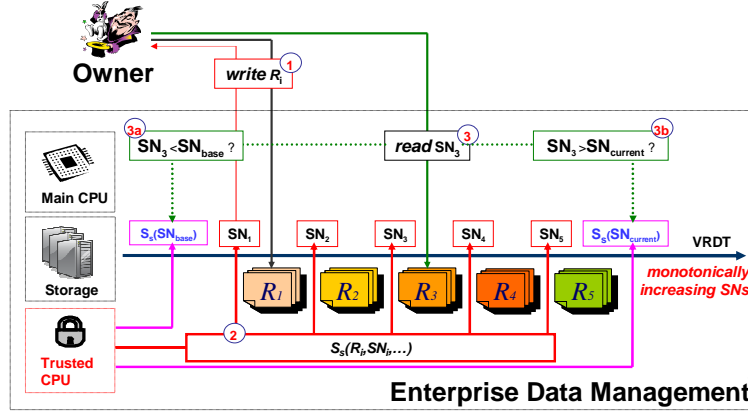 Owner
1
write Ri
3a
SN3 <SNbase ?
read SN3
3
SN3 >SNcurrent ?
3b
Main CPU
Ss(SNbase)
SN1
SN2
SN3
SN4
SN5
Ss(SNcurrent)
VRDT
Storage
R1
R2
R3
R4
R5
monotonically
increasing SNs
2
Ss(Ri,SNi,...)
Trusted
CPU
Enterprise Data Management